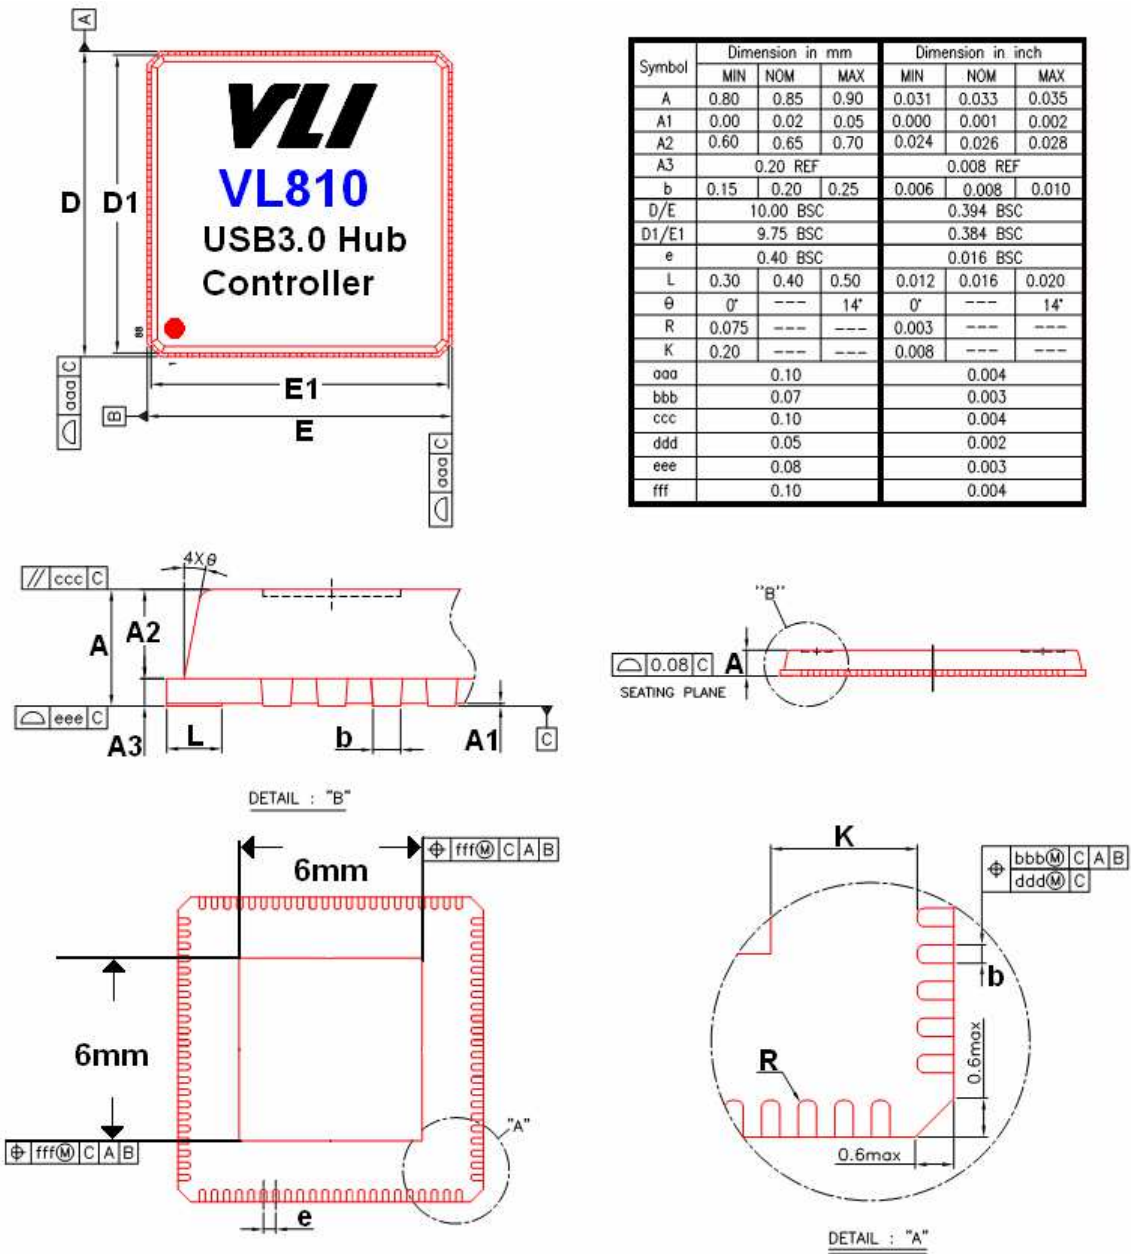 A
VLI
VL810
USB3.0 Hub
Controller
D
D1
88
1
E1
E
B
aaa C
aaa C
Symbol Dimension in mm Dimension in inch
MIN NOM MAX MIN NOM MAX
A 0.80 0.85 0.90 0.031 0.033 0.035
A1 0.00 0.02 0.05 0.000 0.001 0.002
A2 0.60 0.65 0.70 0.024 0.026 0.028
A3 0.20 REF 0.008 REF
b 0.15 0.20 0.25 0.006 0.008 0.010
D/E 10.00 BSC 0.394 BSC
D1/E1 9.75 BSC 0.384 BSC
e 0.40 BSC 0.016 BSC
L 0.30 0.40 0.50 0.012 0.016 0.020
θ 0° --- 14° 0° --- 14°
R 0.075 --- --- 0.003 --- ---
K 0.20 --- --- 0.008 --- ---
aaa 0.10 0.004
bbb 0.07 0.003
ccc 0.10 0.004
ddd 0.05 0.002
eee 0.08 0.003
fff 0.10 0.004
4Xθ
// ccc C
A
A2
eee C
A3
L
b
A1
C
DETAIL : "B"
"B"
0.08 C
A
SEATING PLANE
6mm
fffⓂ C A B
6mm
fffⓂ C A B
"A"
e
K
bbbⓂ C A B
dddⓂ C
b
R
0.6max
0.6max
DETAIL : "A"